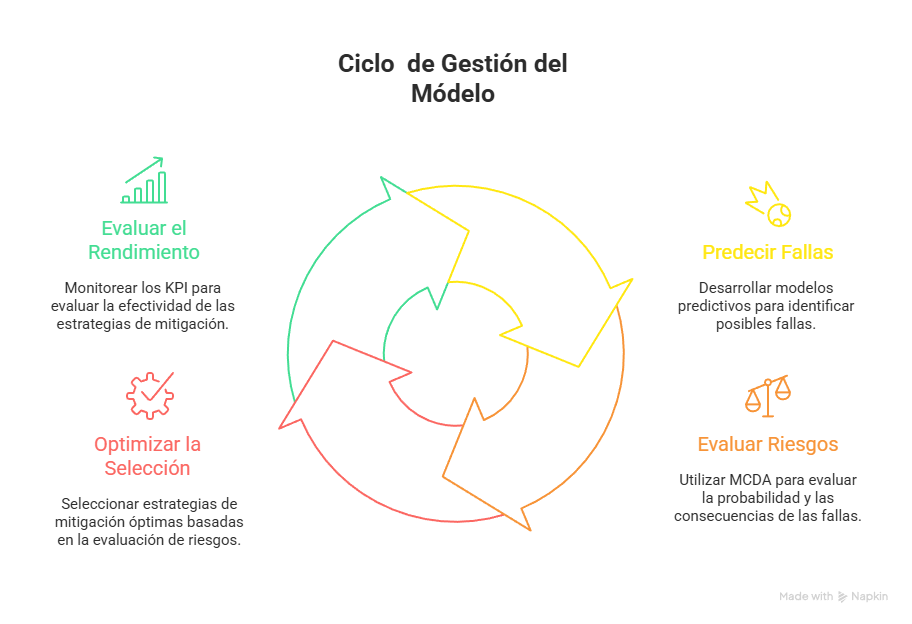 Ciclo  de Gestión del
Módelo
Evaluar el
Rendimiento
Monitorear los KPI para
evaluar la efectividad de las
estrategias de mitigación.
Predecir Fallas
Desarrollar modelos
predictivos para identificar
posibles fallas.
Optimizar la
Selección
Seleccionar estrategias de
mitigación óptimas basadas
en la evaluación de riesgos.
Evaluar Riesgos
Utilizar MCDA para evaluar
la probabilidad y las
consecuencias de las fallas.
Made with Napkin